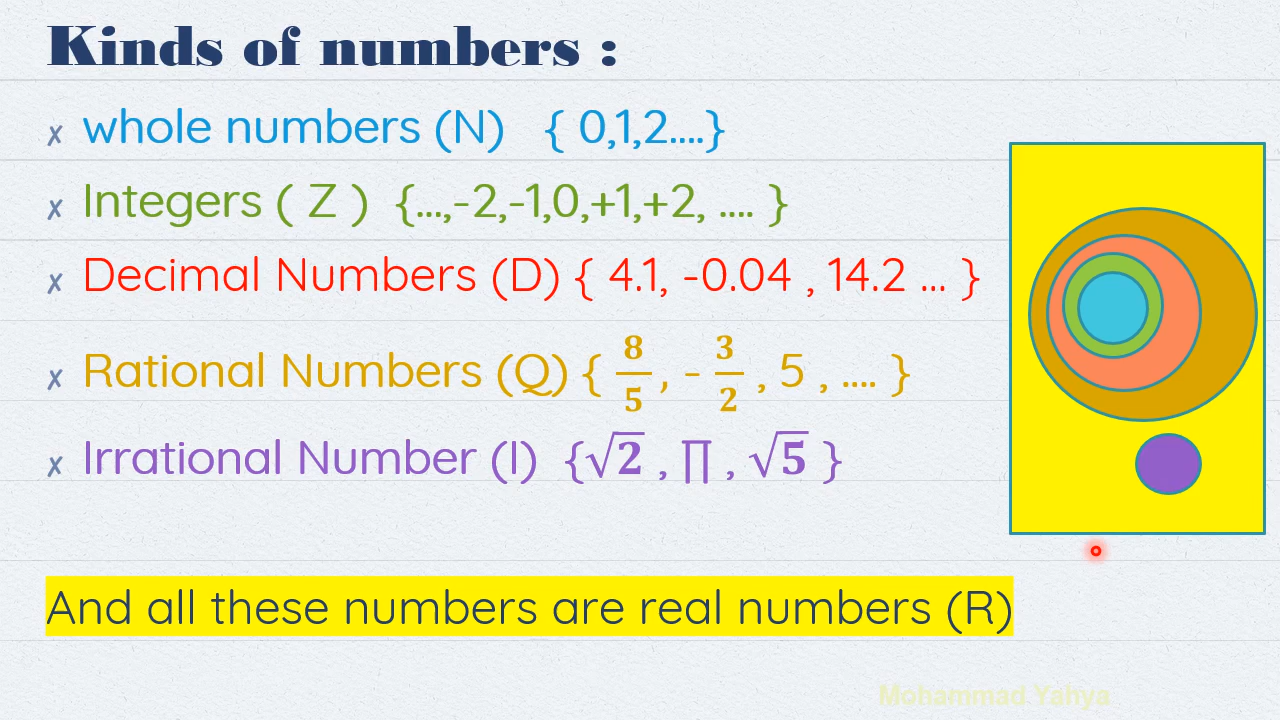 Kinds of numbers :
✗ whole numbers (N) { 0,1,2....}
✗ Integers ( Z ) {...,-2,-1,0,+1,+2, .... }
✗ Decimal Numbers (D) { 4.1, -0.04 , 14.2 ... }
✗ Rational Numbers (Q) { 8/5 , - 3/2 , 5 , .... }
✗ Irrational Number (I) {√2 , ∏ , √5 }
And all these numbers are real numbers (R)
Mohammad Yahya